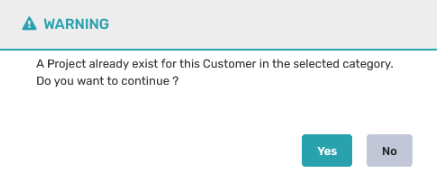 WARNING
A Project already exist for this Customer in the selected category.
Do you want to continue ?
Yes
No